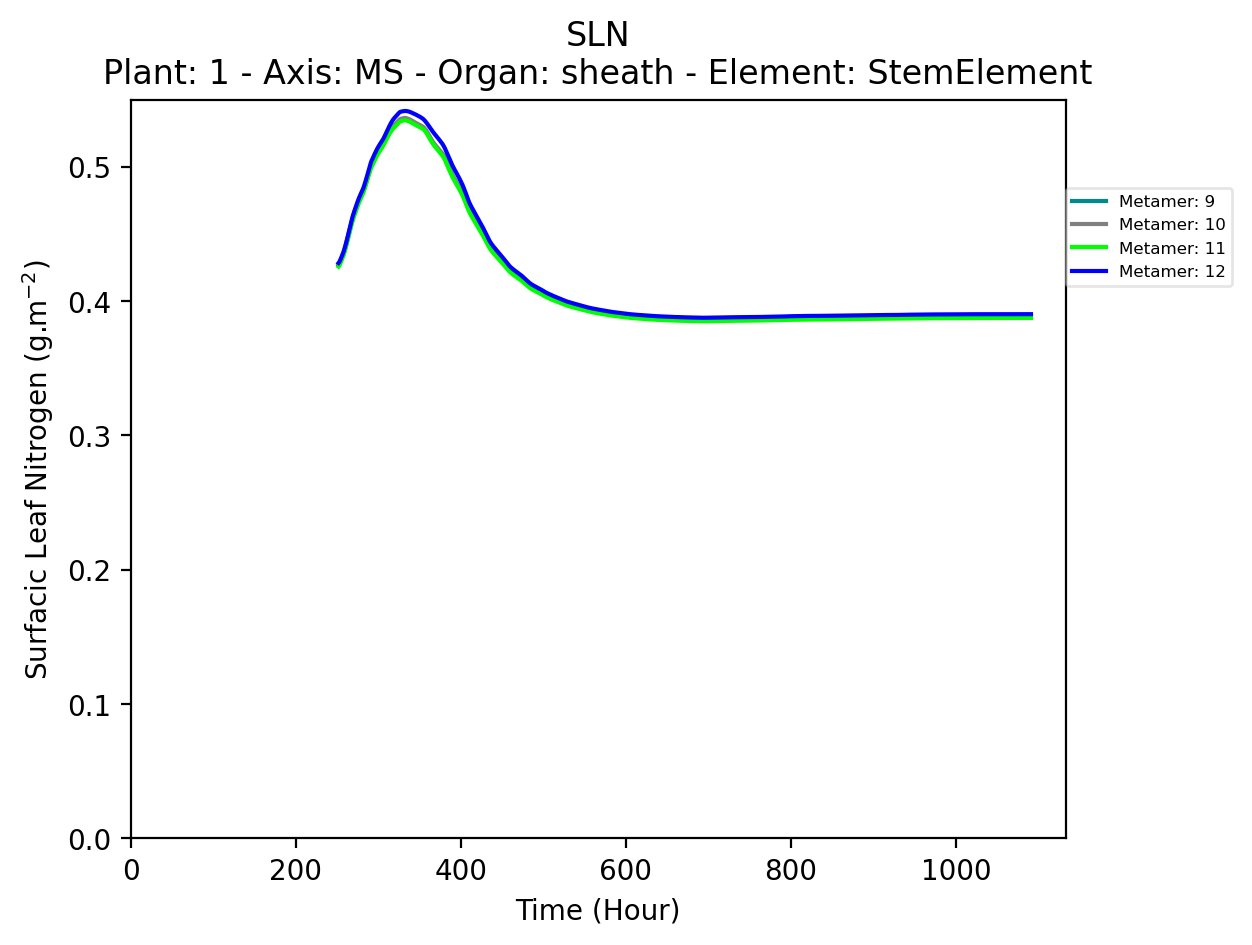 SLN
Plant: 1 - Axis: MS - Organ: sheath - Element: StemElement
Surfacic Leaf Nitrogen (g.m⁻²)
0.5
0.4
0.3
0.2
0.1
0.0
0 200 400 600 800 1000
Time (Hour)
Metamer: 9
Metamer: 10
Metamer: 11
Metamer: 12